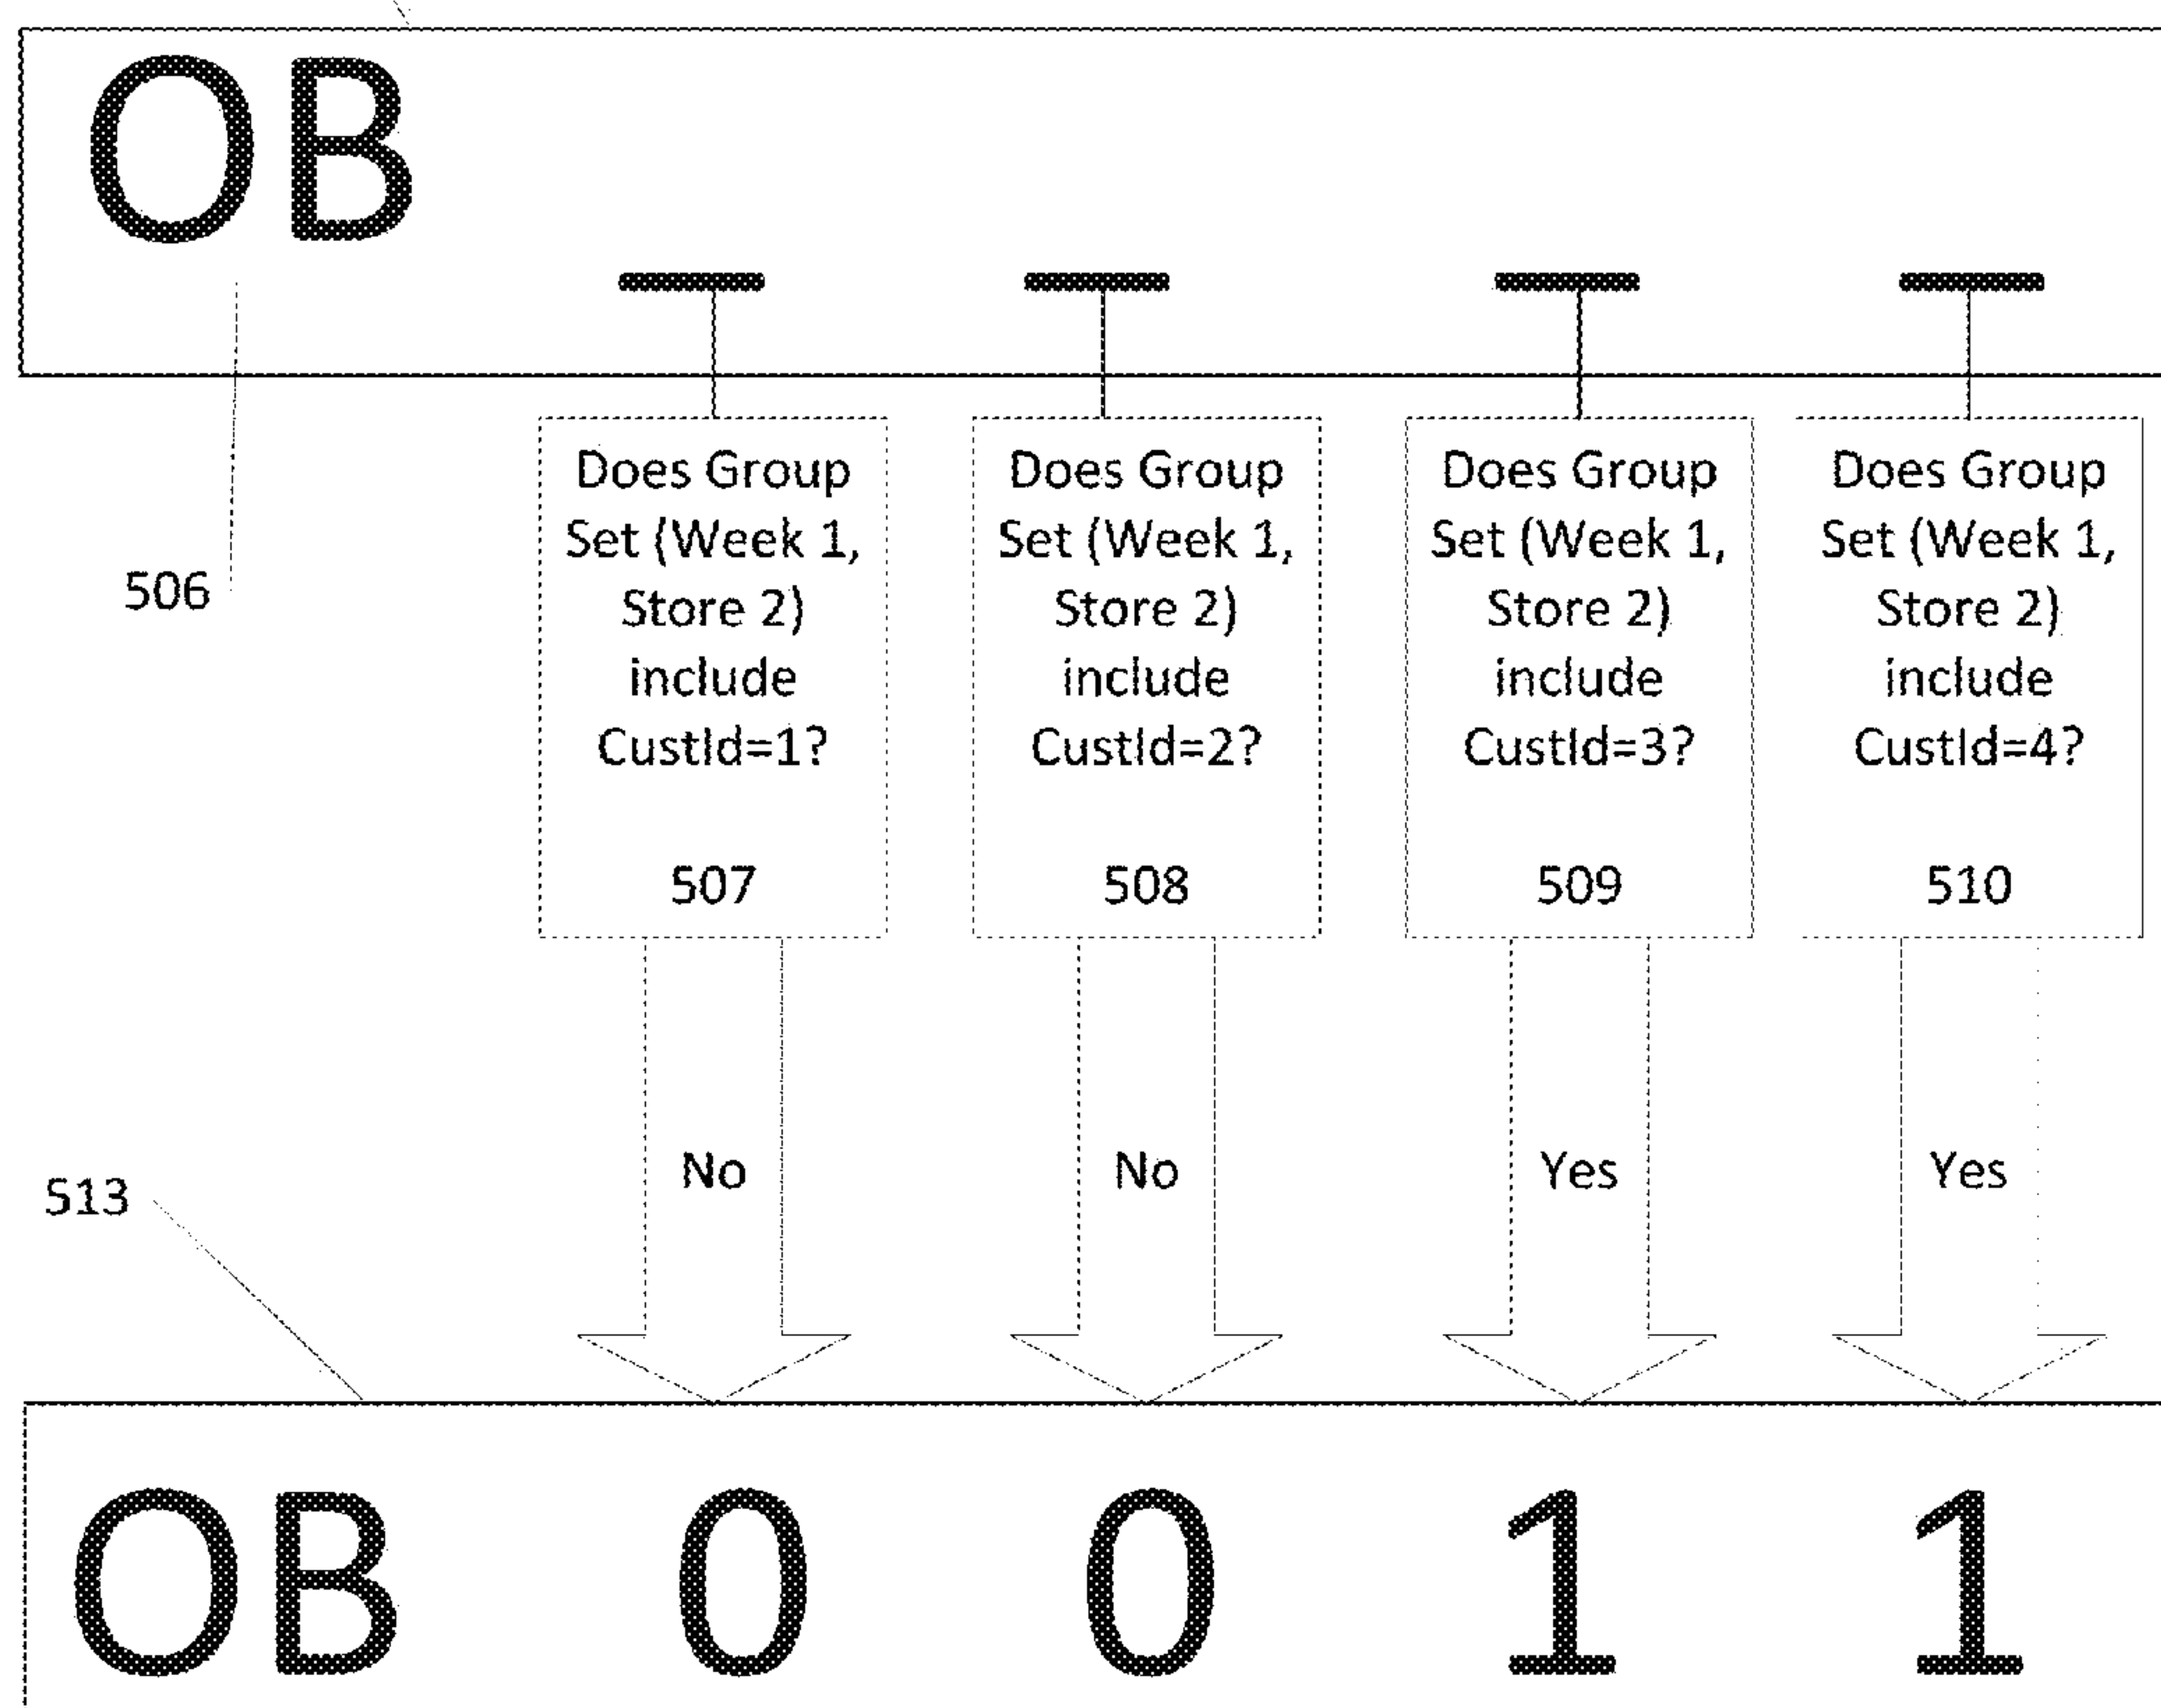 OB
Does Group
Set (Week 1,
Store 2)
include
CustId=1?
507
Does Group
Set (Week 1,
Store 2)
include
CustId=2?
508
Does Group
Set (Week 1,
Store 2)
include
CustId=3?
509
Does Group
Set (Week 1,
Store 2)
include
CustId=4?
510
506
No
No
Yes
Yes
513
OB 0 0 1 1